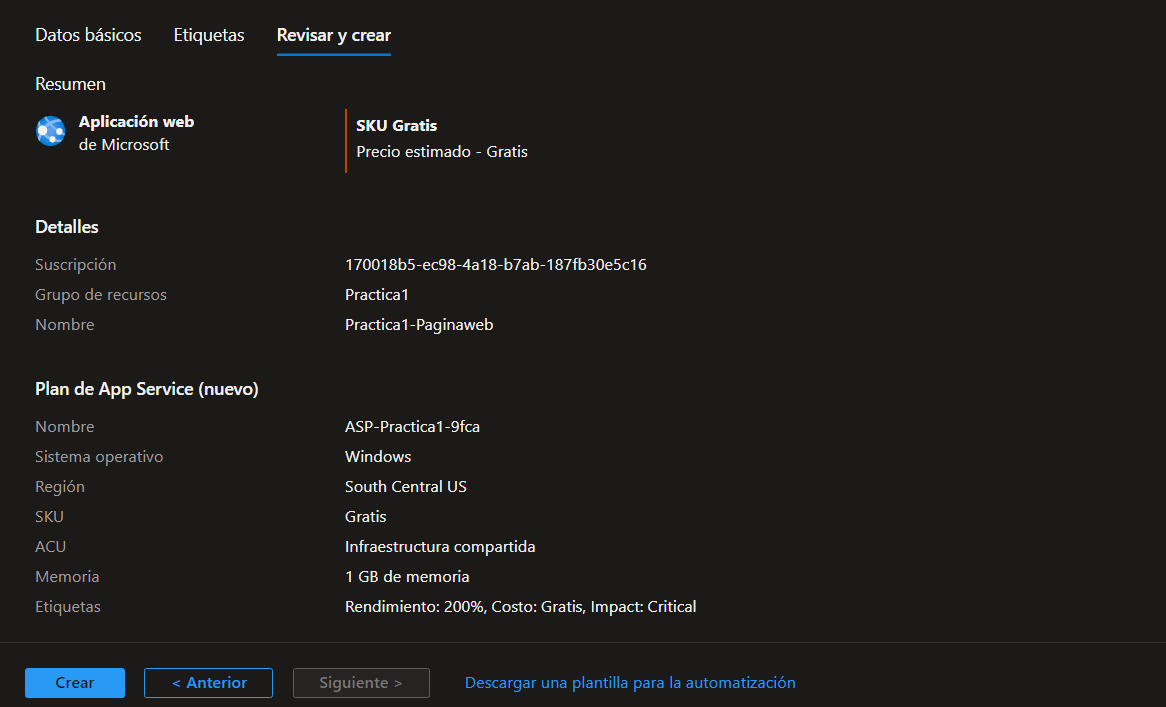 Datos básicos Etiquetas Revisar y crear
Resumen
Aplicación web
de Microsoft
SKU Gratis
Precio estimado - Gratis
Detalles
Suscripción 170018b5-ec98-4a18-b7ab-187fb30e5c16
Grupo de recursos Practica1
Nombre Practica1-Paginaweb
Plan de App Service (nuevo)
Nombre ASP-Practica1-9fca
Sistema operativo Windows
Región South Central US
SKU Gratis
ACU Infraestructura compartida
Memoria 1 GB de memoria
Etiquetas Rendimiento: 200%, Costo: Gratis, Impact: Critical
Crear < Anterior Siguiente > Descargar una plantilla para la automatización